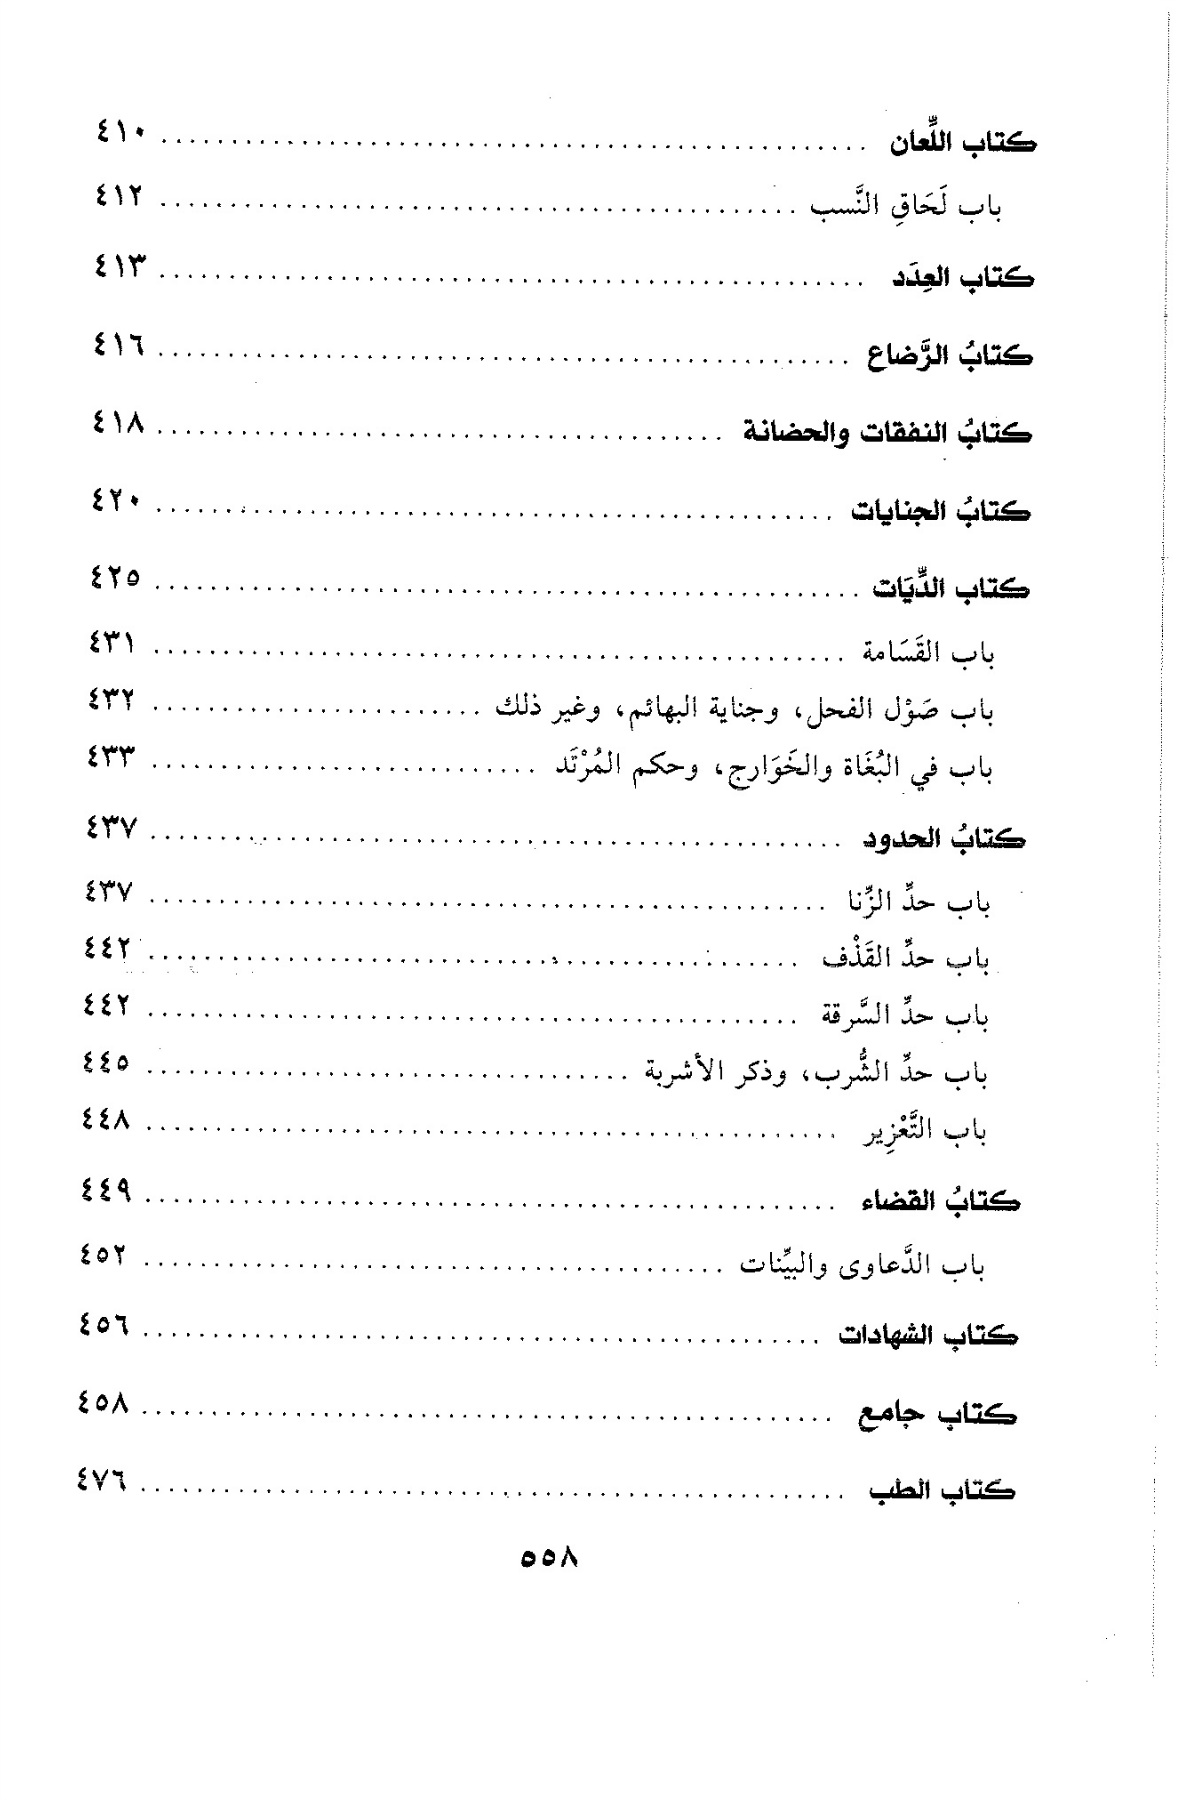 كتاب اللِّعان ........ ٤١٠
باب لَحَاقِ النَّسب ........ ٤١٢
كتاب العِدَد ........ ٤١٣
كتابُ الرَّضاع ........ ٤١٦
كتابُ النفقات والحضانة ........ ٤١٨
كتابُ الجنايات ........ ٤٢٠
كتاب الدِّيَات ........ ٤٢٥
باب القَسَامة ........ ٤٣١
باب صَوْل الفحل، وجناية البهائم، وغير ذلك ........ ٤٣٢
باب في البُغَاة والخَوَارج، وحكم المُرْتَد ........ ٤٣٣
كتابُ الحدود ........ ٤٣٧
باب حدِّ الزِّنا ........ ٤٣٧
باب حدِّ القَذْف ........ ٤٤٢
باب حدِّ السَّرقة ........ ٤٤٢
باب حدِّ الشُّرب، وذكر الأشربة ........ ٤٤٥
باب التَّعْزِير ........ ٤٤٨
كتابُ القضاء ........ ٤٤٩
باب الدَّعاوى والبيِّنات ........ ٤٥٢
كتاب الشهادات ........ ٤٥٦
كتاب جامع ........ ٤٥٨
كتاب الطب ........ ٤٧٦
٥٥٨